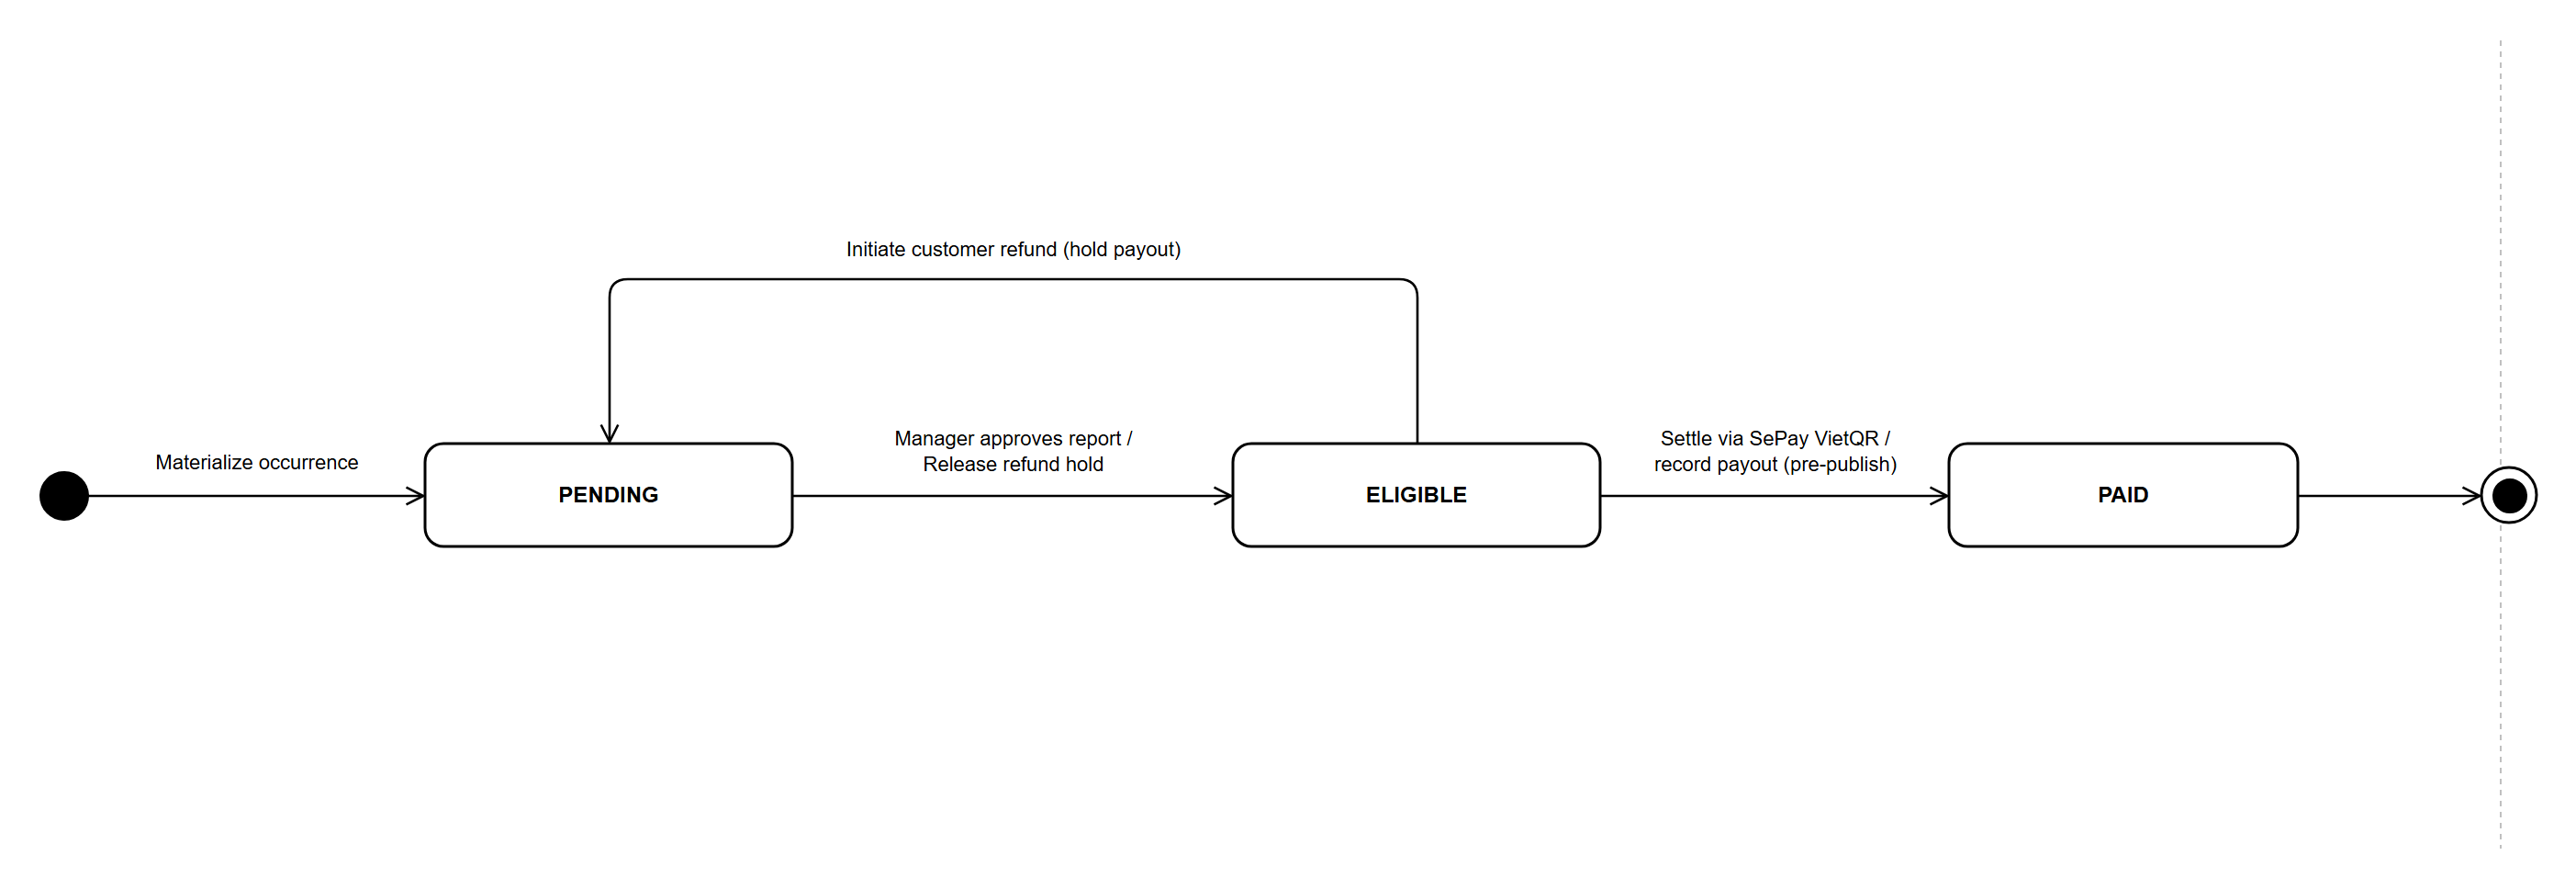 Initiate customer refund (hold payout)
Materialize occurrence
PENDING
Manager approves report /
Release refund hold
ELIGIBLE
Settle via SePay VietQR /
record payout (pre-publish)
PAID